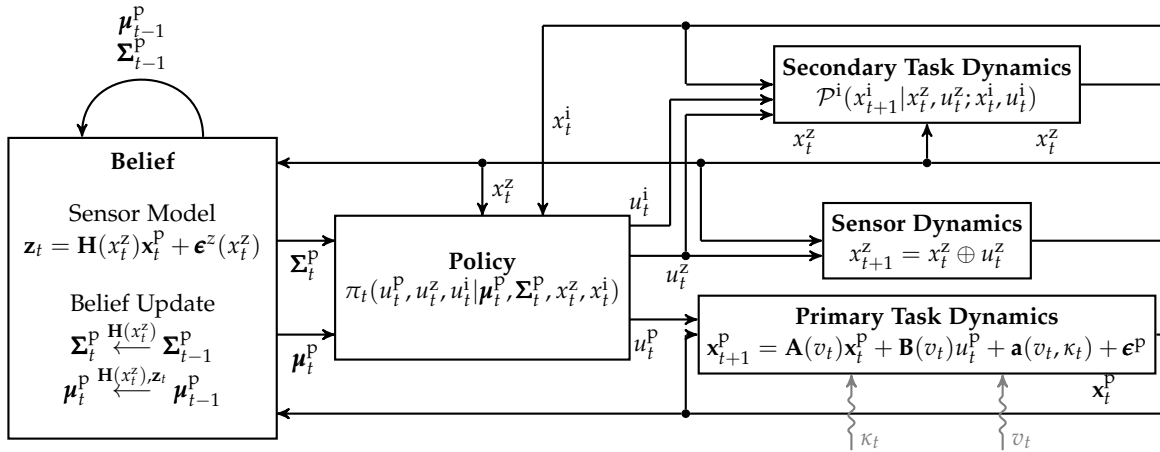 μ^p_{t−1}
Σ^p_{t−1}
Belief
Sensor Model
z_t = H(x^z_t)x^p_t + ϵ^z(x^z_t)
Belief Update
Σ^p_t ⟵^{H(x^z_t)} Σ^p_{t−1}
μ^p_t ⟵^{H(x^z_t),z_t} μ^p_{t−1}
Σ^p_t
μ^p_t
x^z_t
x^i_t
Policy
π_t(u^p_t, u^z_t, u^i_t|μ^p_t, Σ^p_t, x^z_t, x^i_t)
u^i_t
u^z_t
u^p_t
Secondary Task Dynamics
𝒫^i(x^i_{t+1}|x^z_t, u^z_t; x^i_t, u^i_t)
x^z_t
x^z_t
Sensor Dynamics
x^z_{t+1} = x^z_t ⊕ u^z_t
Primary Task Dynamics
x^p_{t+1} = A(v_t)x^p_t + B(v_t)u^p_t + a(v_t, κ_t) + ϵ^p
x^p_t
κ_t
v_t